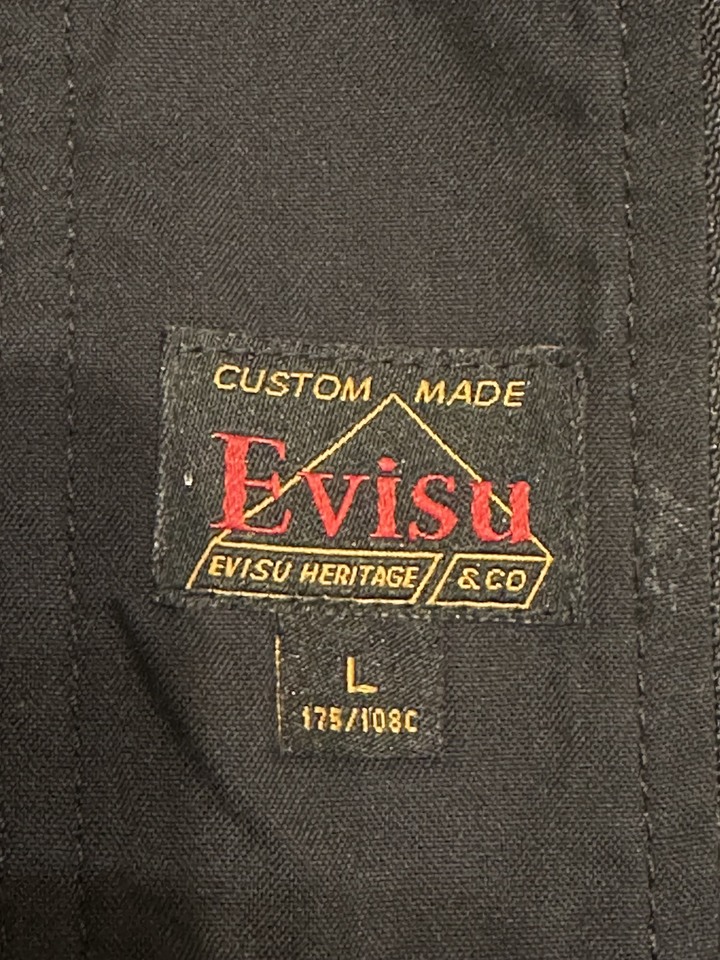 CUSTOM MADE
Evisu
EVISU HERITAGE & CO
L
175/108C